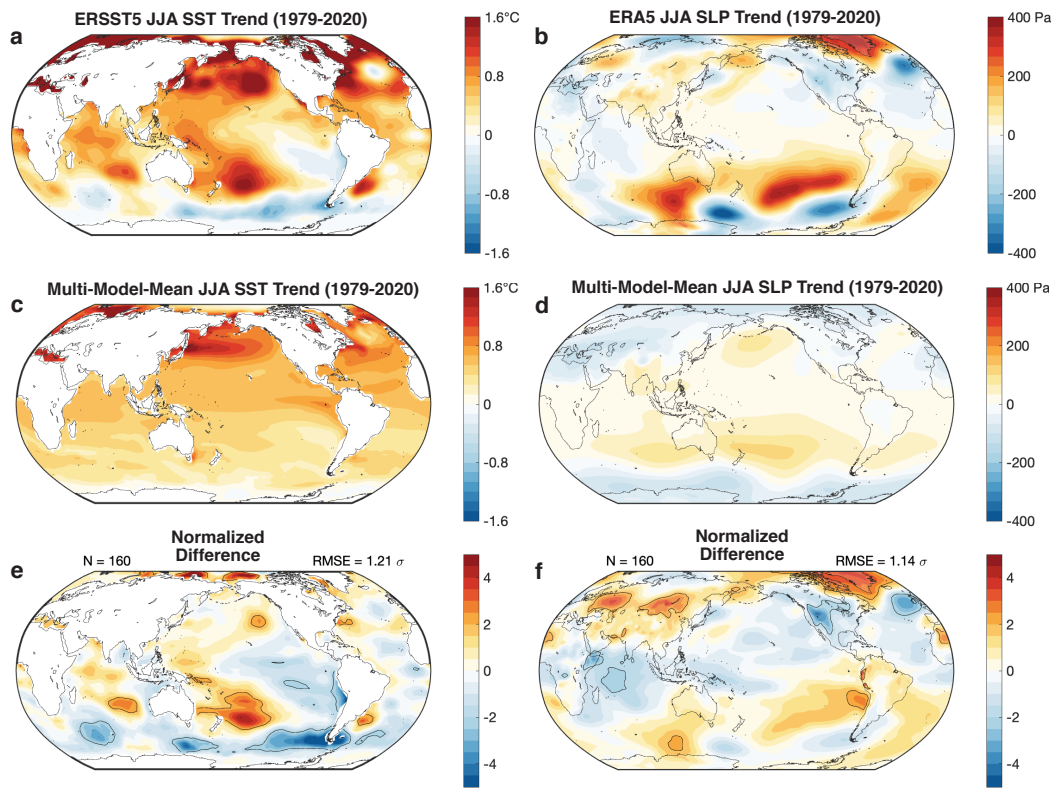 ERSST5 JJA SST Trend (1979-2020)
a
1.6°C
0.8
0
-0.8
-1.6
ERA5 JJA SLP Trend (1979-2020)
b
400 Pa
200
0
-200
-400
Multi-Model-Mean JJA SST Trend (1979-2020)
c
1.6°C
0.8
0
-0.8
-1.6
Multi-Model-Mean JJA SLP Trend (1979-2020)
d
400 Pa
200
0
-200
-400
Normalized
Difference
e
N = 160
RMSE = 1.21 σ
4
2
0
-2
-4
Normalized
Difference
f
N = 160
RMSE = 1.14 σ
4
2
0
-2
-4